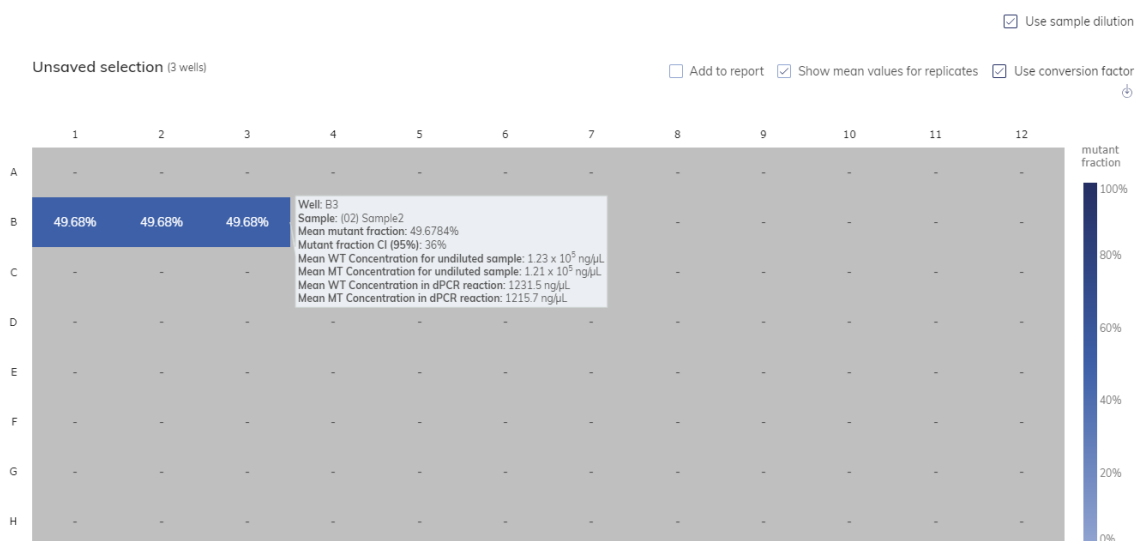 Use sample dilution
Unsaved selection (3 wells)
Add to report Show mean values for replicates Use conversion factor
1 2 3 4 5 6 7 8 9 10 11 12
mutant
fraction
100%
A - - - - - - - - - - - -
B 49.68% 49.68% 49.68% - - - - -
Well: B3
Sample: (02) Sample2
Mean mutant fraction: 49.6784%
Mutant fraction CI (95%): 36%
Mean WT Concentration for undiluted sample: 1.23 x 10⁵ ng/µL
Mean MT Concentration for undiluted sample: 1.21 x 10⁵ ng/µL
Mean WT Concentration in dPCR reaction: 1231.5 ng/µL
Mean MT Concentration in dPCR reaction: 1215.7 ng/µL
80%
C - - - - - - - -
D - - - - - - - - - - - -
60%
E - - - - - - - - - - - -
40%
F - - - - - - - - - - - -
G - - - - - - - - - - - -
20%
H - - - - - - - - - - - -
0%